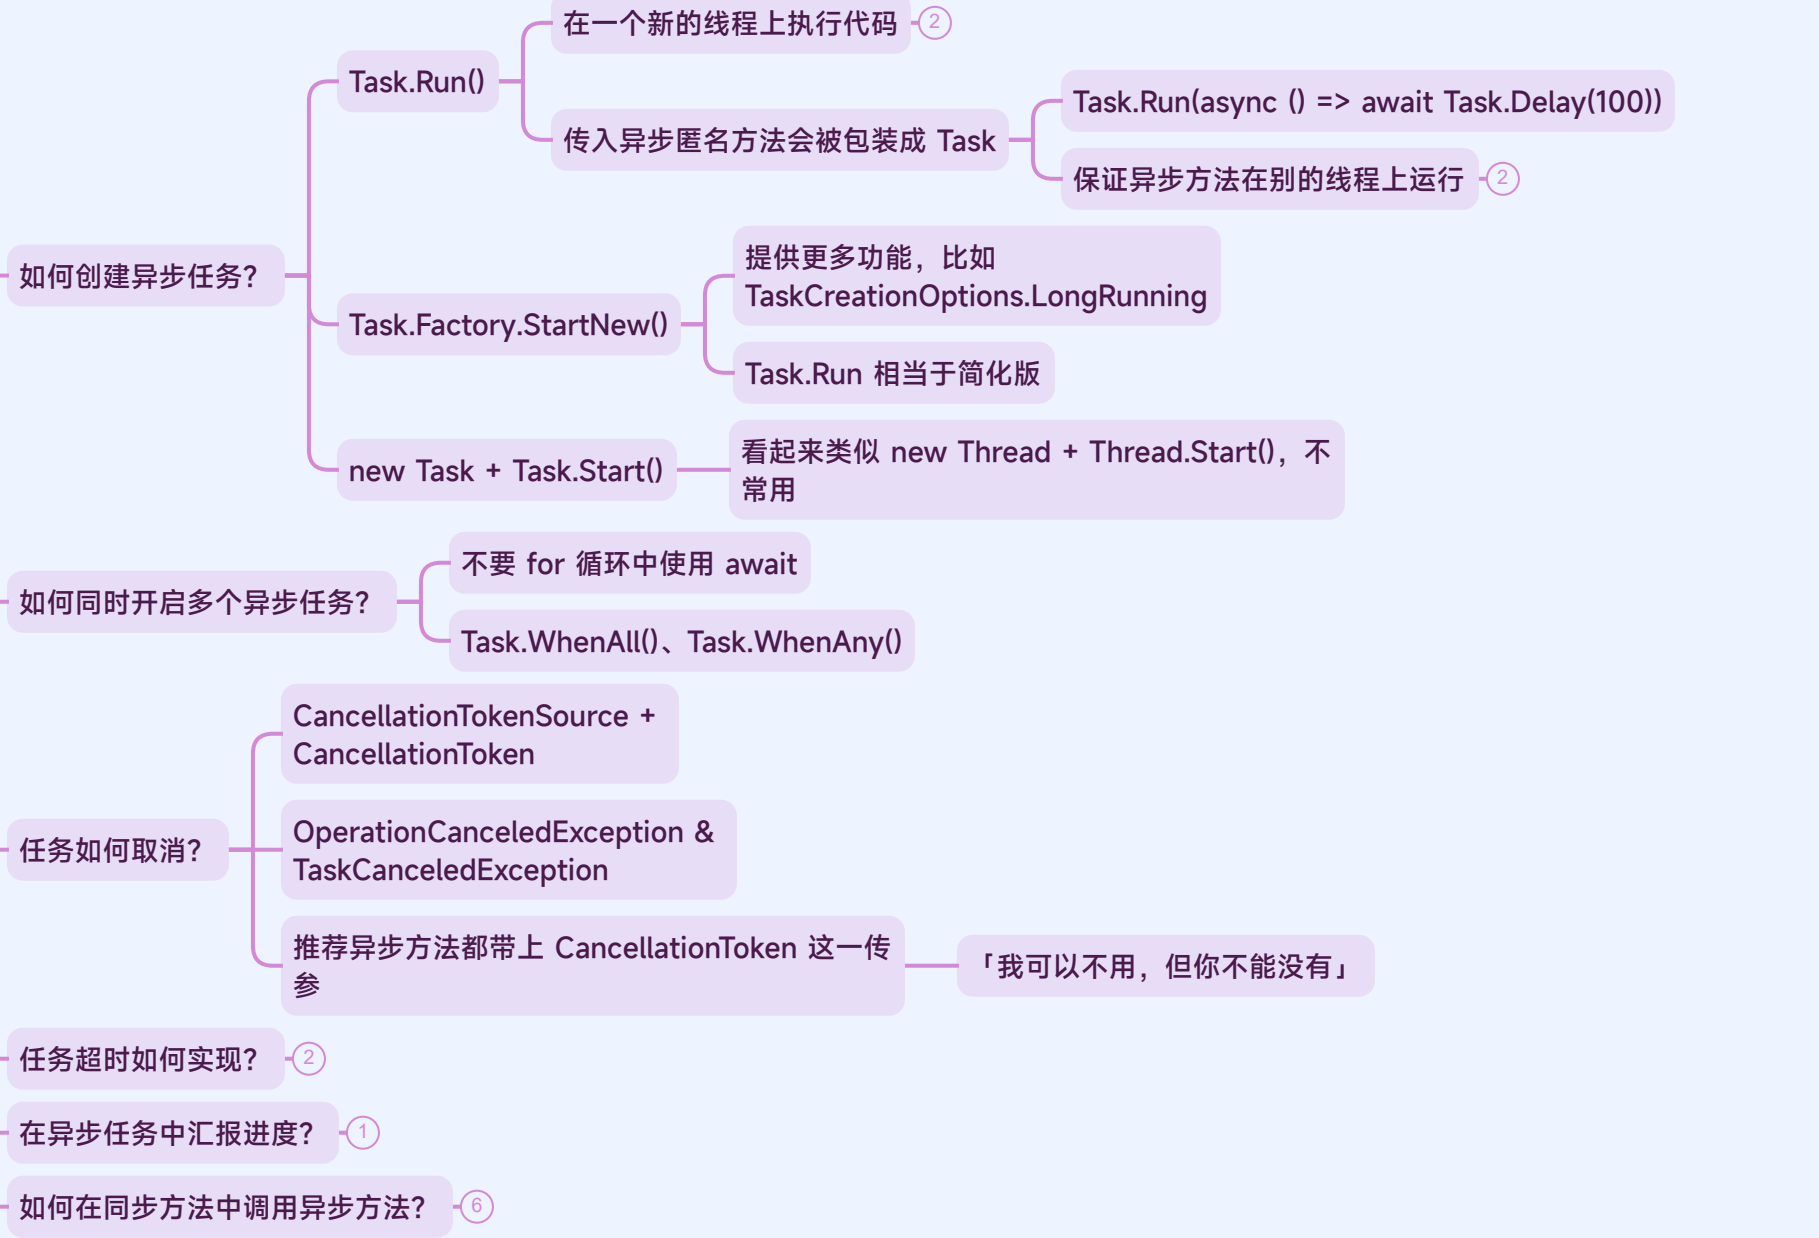 在一个新的线程上执行代码
2
Task.Run()
Task.Run(async () => await Task.Delay(100))
传入异步匿名方法会被包装成 Task
保证异步方法在别的线程上运行
2
如何创建异步任务？
提供更多功能，比如
TaskCreationOptions.LongRunning
Task.Factory.StartNew()
Task.Run 相当于简化版
new Task + Task.Start()
看起来类似 new Thread + Thread.Start()，不
常用
如何同时开启多个异步任务？
不要 for 循环中使用 await
Task.WhenAll()、Task.WhenAny()
任务如何取消？
CancellationTokenSource +
CancellationToken
OperationCanceledException &
TaskCanceledException
推荐异步方法都带上 CancellationToken 这一传
参
「我可以不用，但你不能没有」
任务超时如何实现？
2
在异步任务中汇报进度？
1
如何在同步方法中调用异步方法？
6